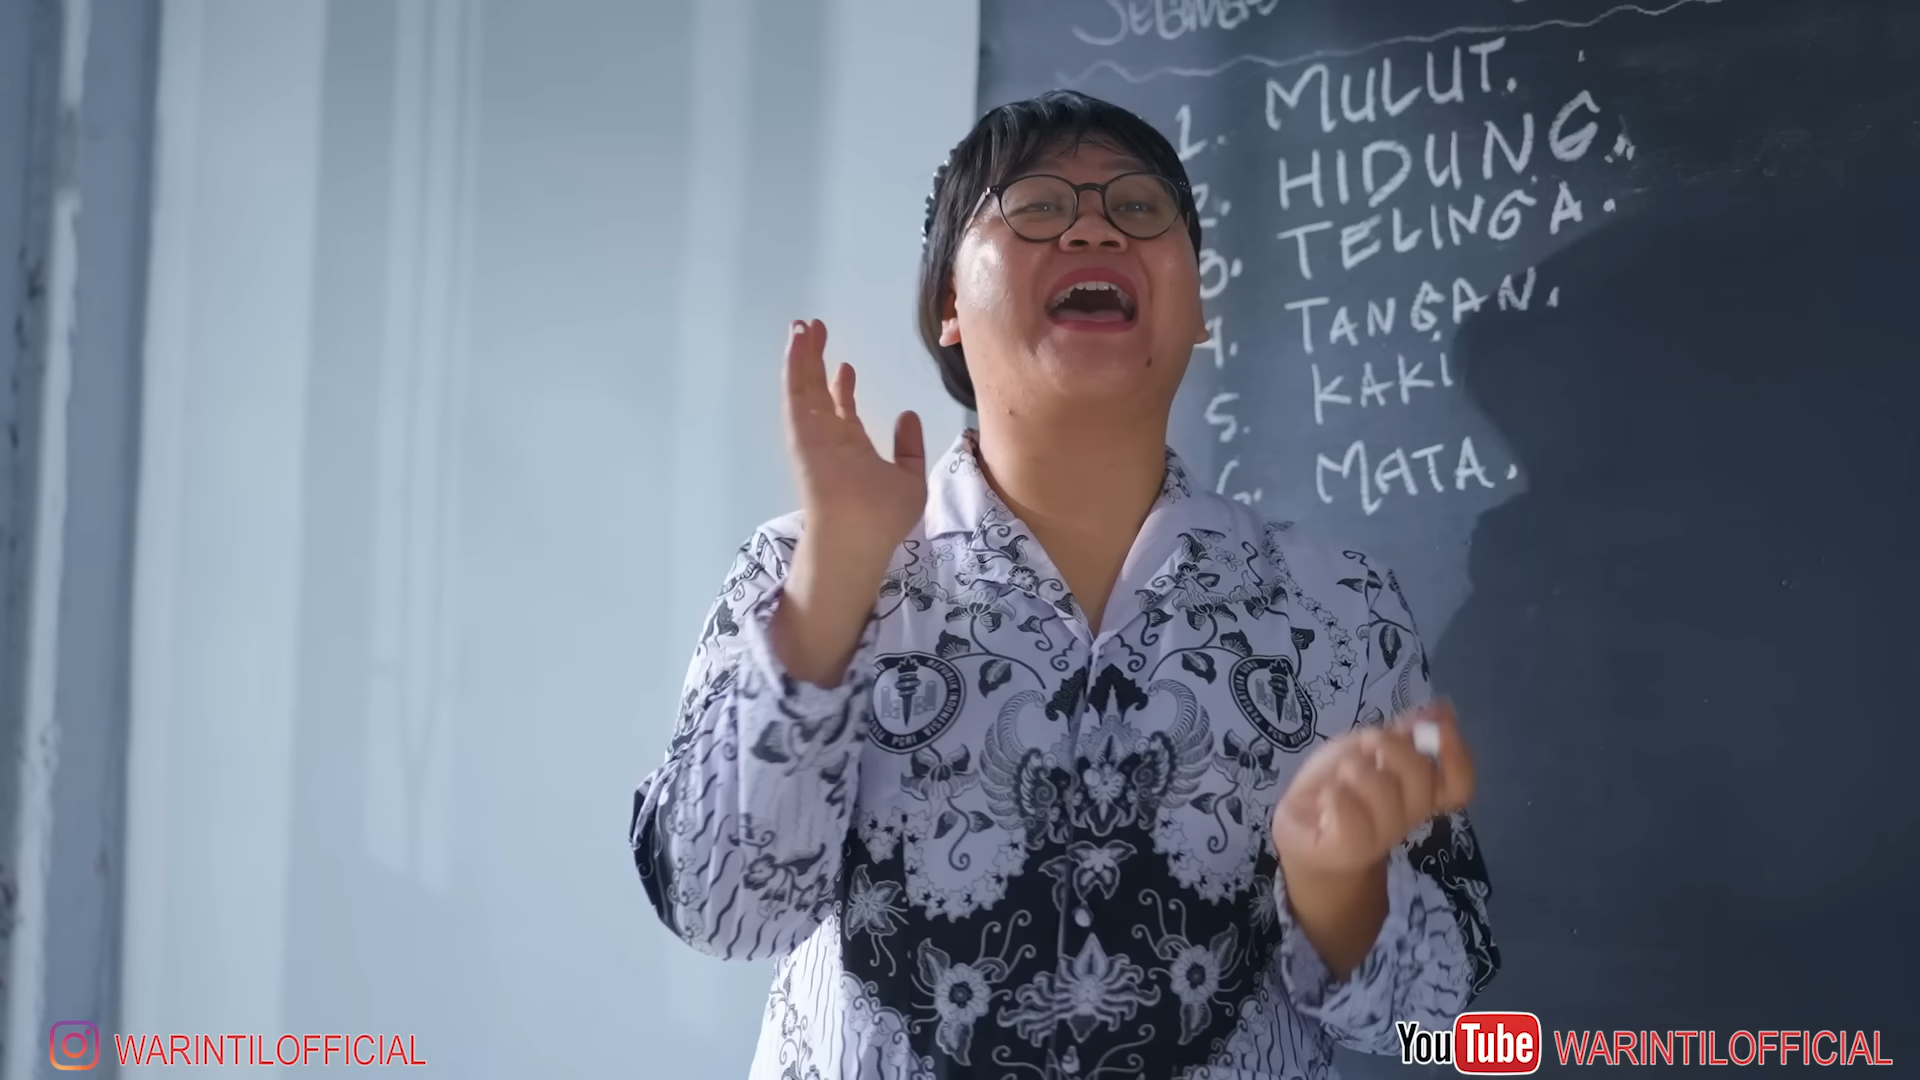 1. MULUT.
2. HIDUNG.
3. TELINGA.
4. TANGAN.
5. KAKI
6. MATA.
WARINTILOFFICIAL
YouTube WARINTILOFFICIAL